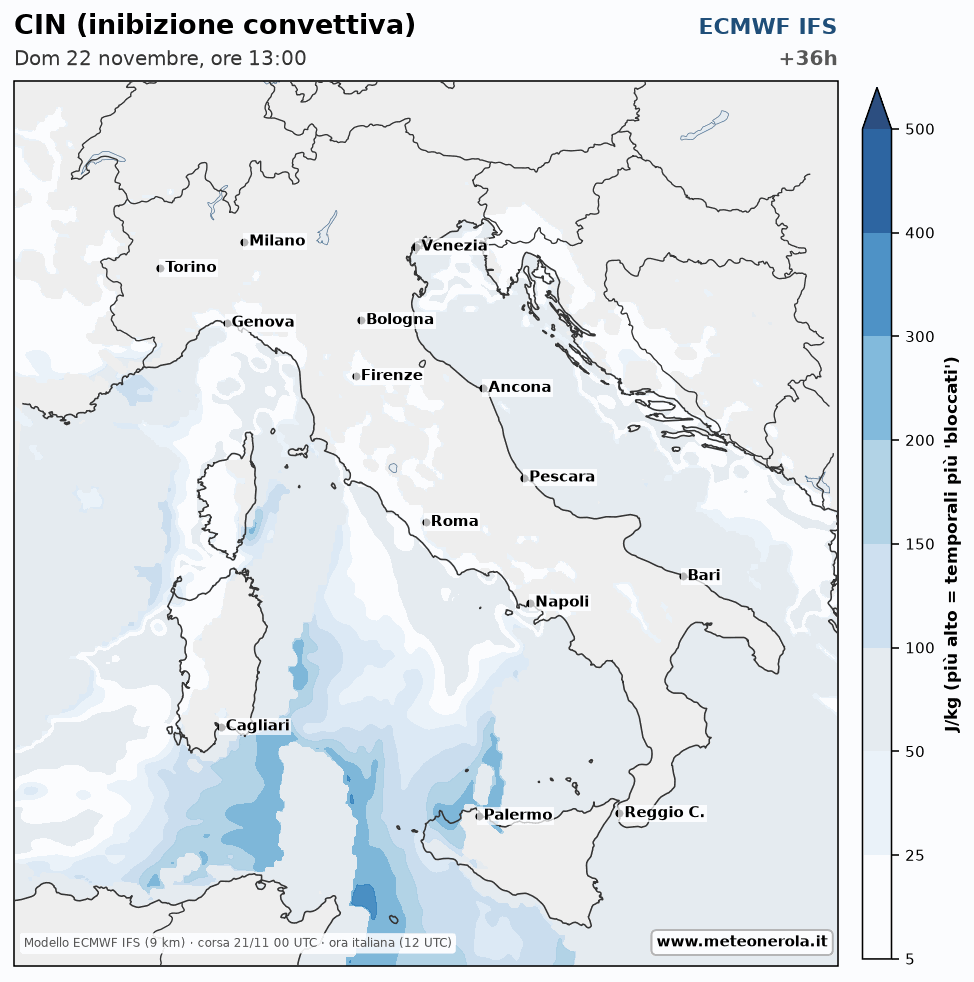 CIN (inibizione convettiva)
ECMWF IFS
Dom 22 novembre, ore 13:00
+36h
Milano
Venezia
Torino
Genova
Bologna
Firenze
Ancona
Pescara
Roma
Bari
Napoli
Cagliari
Palermo
Reggio C.
Modello ECMWF IFS (9 km) · corsa 21/11 00 UTC · ora italiana (12 UTC)
www.meteonerola.it
500
400
300
200
150
100
50
25
5
J/kg (più alto = temporali più 'bloccati')